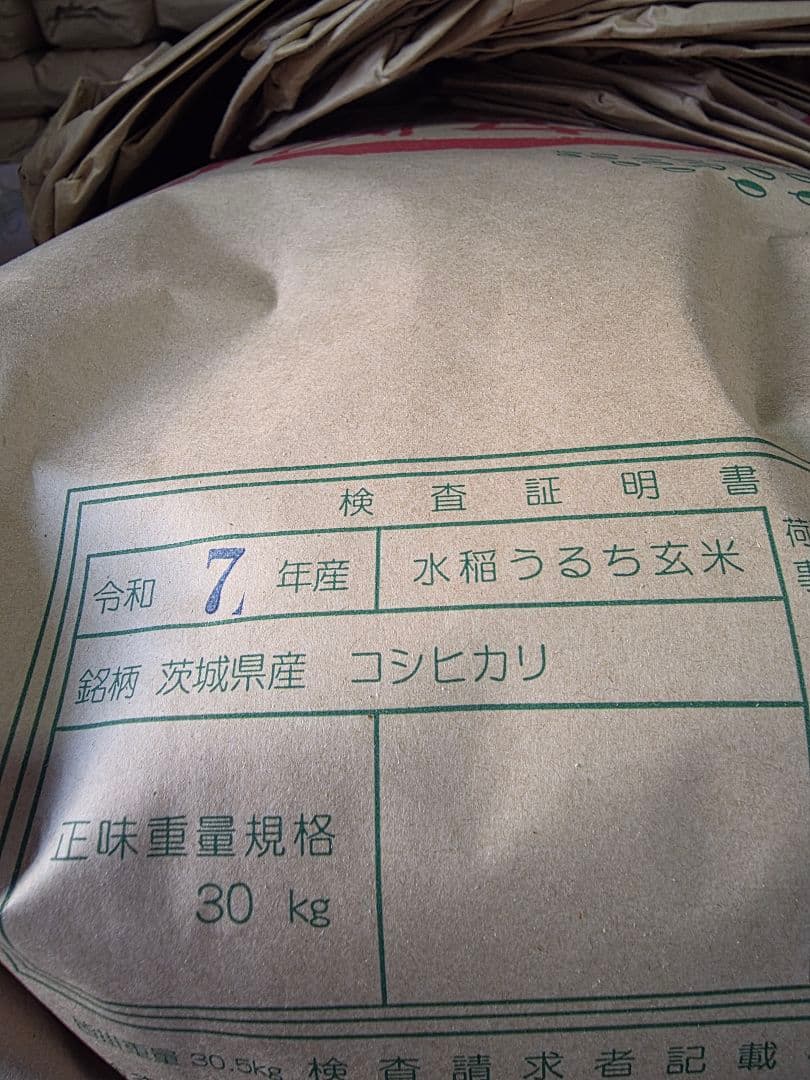 検査証明書
令和 7 年産 水稲うるち玄米
銘柄 茨城県産 コシヒカリ
正味重量規格
30 kg
荷
30.5kg 検査請求者記載